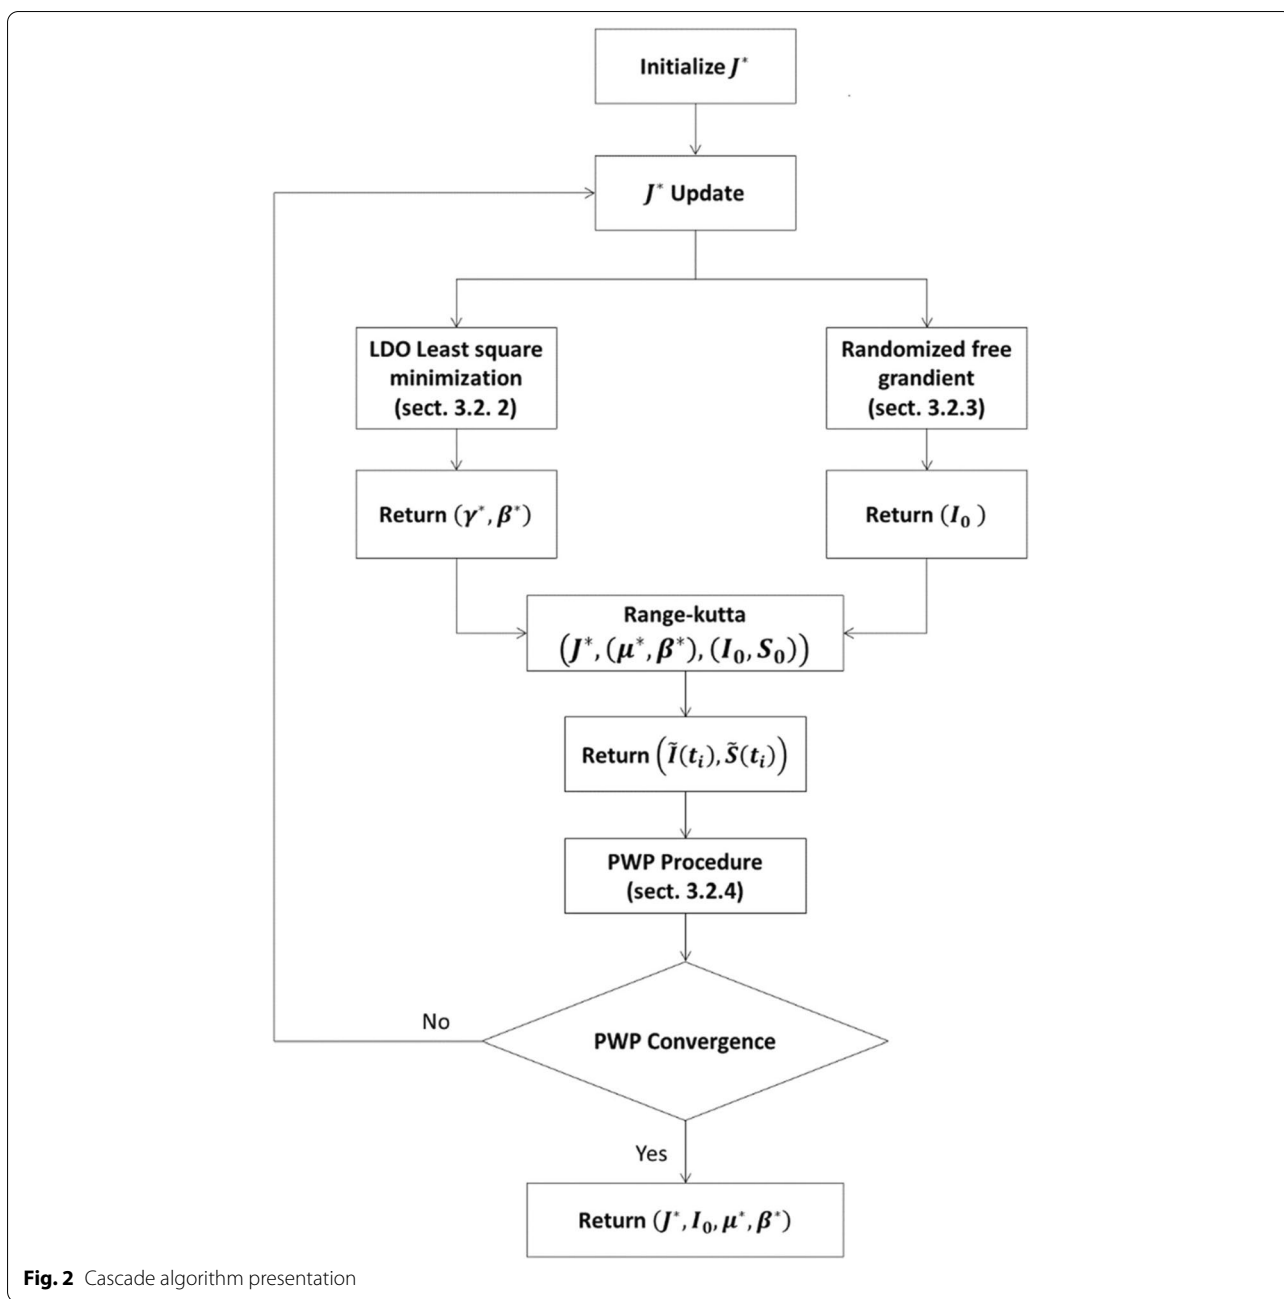 Initialize J*
J* Update
LDO Least square
minimization
(sect. 3.2. 2)
Randomized free
grandient
(sect. 3.2.3)
Return (γ*, β*)
Return (I₀ )
Range-kutta
(J*, (μ*, β*), (I₀, S₀))
Return (Ĩ(tᵢ), S̃(tᵢ))
PWP Procedure
(sect. 3.2.4)
No
PWP Convergence
Yes
Return (J*, I₀, μ*, β*)
Fig. 2 Cascade algorithm presentation